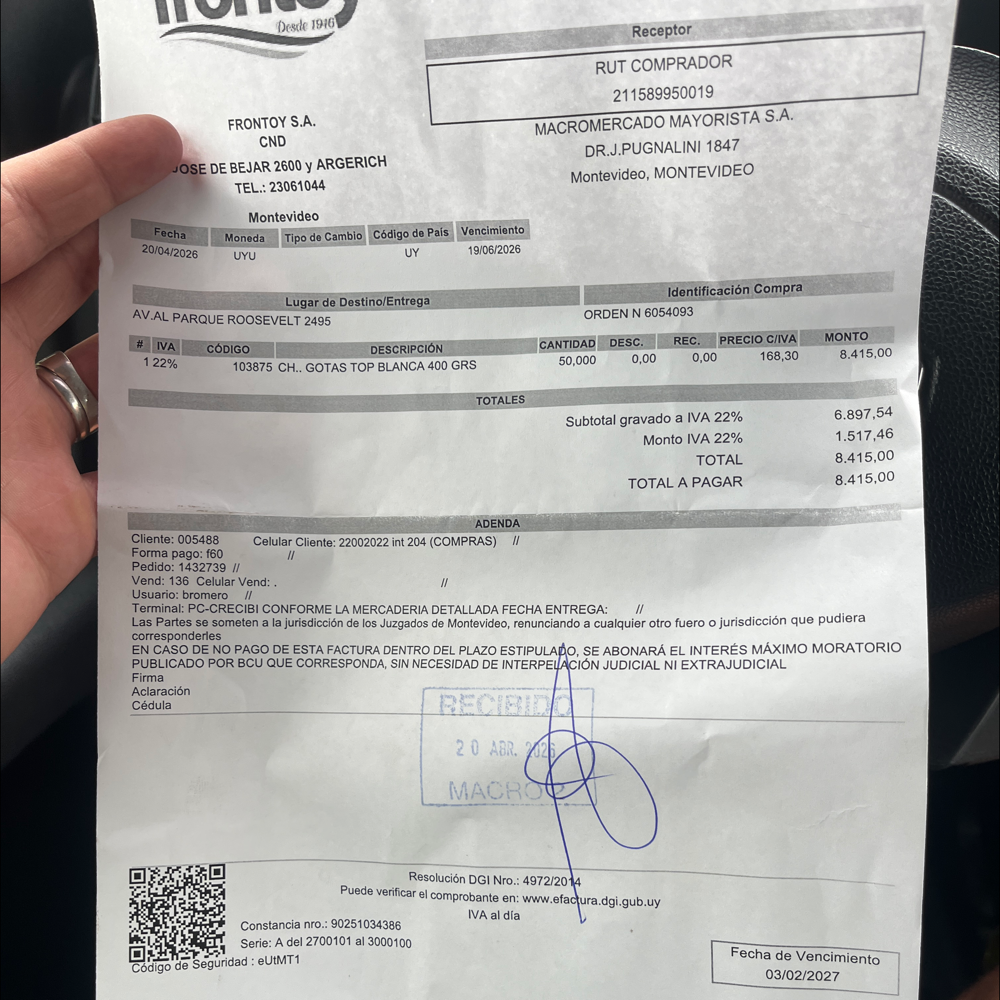 frontoy
Desde 1916
Receptor
RUT COMPRADOR
211589950019
MACROMERCADO MAYORISTA S.A.
DR.J.PUGNALINI 1847
Montevideo, MONTEVIDEO
FRONTOY S.A.
CND
JOSE DE BEJAR 2600 y ARGERICH
TEL.: 23061044
Montevideo
Fecha Moneda Tipo de Cambio Código de País Vencimiento
20/04/2026 UYU UY 19/06/2026
Lugar de Destino/Entrega Identificación Compra
AV.AL PARQUE ROOSEVELT 2495 ORDEN N 6054093
# IVA CÓDIGO DESCRIPCIÓN CANTIDAD DESC. REC. PRECIO C/IVA MONTO
1 22% 103875 CH.. GOTAS TOP BLANCA 400 GRS 50,000 0,00 0,00 168,30 8.415,00
TOTALES
Subtotal gravado a IVA 22% 6.897,54
Monto IVA 22% 1.517,46
TOTAL 8.415,00
TOTAL A PAGAR 8.415,00
ADENDA
Cliente: 005488 Celular Cliente: 22002022 int 204 (COMPRAS) //
Forma pago: f60 //
Pedido: 1432739 //
Vend: 136 Celular Vend: . //
Usuario: bromero //
Terminal: PC-CRECIBI CONFORME LA MERCADERIA DETALLADA FECHA ENTREGA: //
Las Partes se someten a la jurisdicción de los Juzgados de Montevideo, renunciando a cualquier otro fuero o jurisdicción que pudiera
corresponderles
EN CASO DE NO PAGO DE ESTA FACTURA DENTRO DEL PLAZO ESTIPULADO, SE ABONARÁ EL INTERÉS MÁXIMO MORATORIO
PUBLICADO POR BCU QUE CORRESPONDA, SIN NECESIDAD DE INTERPELACIÓN JUDICIAL NI EXTRAJUDICIAL
Firma
Aclaración
Cédula
RECIBIDO
20 ABR. 2026
MACRO 2
Resolución DGI Nro.: 4972/2014
Puede verificar el comprobante en: www.efactura.dgi.gub.uy
IVA al día
Constancia nro.: 90251034386
Serie: A del 2700101 al 3000100
Código de Seguridad : eUtMT1
Fecha de Vencimiento
03/02/2027